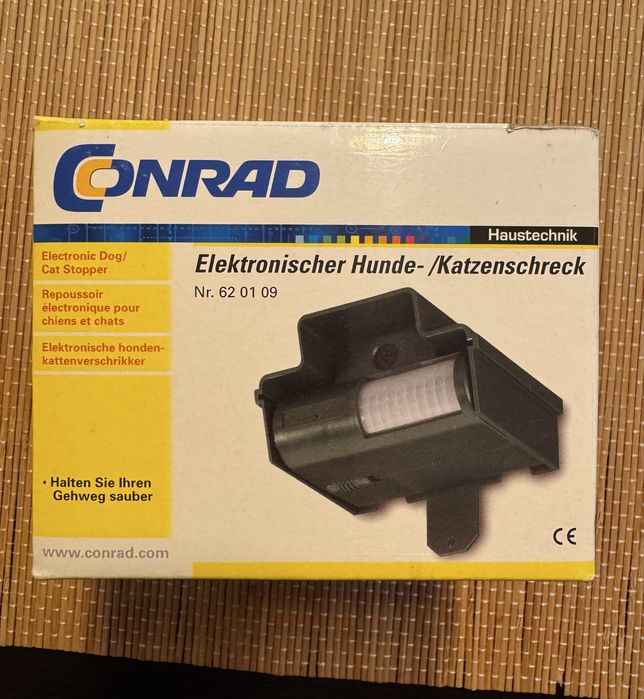 CONRAD
Haustechnik
Electronic Dog/
Cat Stopper
Repoussoir
électronique pour
chiens et chats
Elektronische honden-
kattenverschrikker
Elektronischer Hunde- /Katzenschreck
Nr. 62 01 09
• Halten Sie Ihren
Gehweg sauber
www.conrad.com
CE